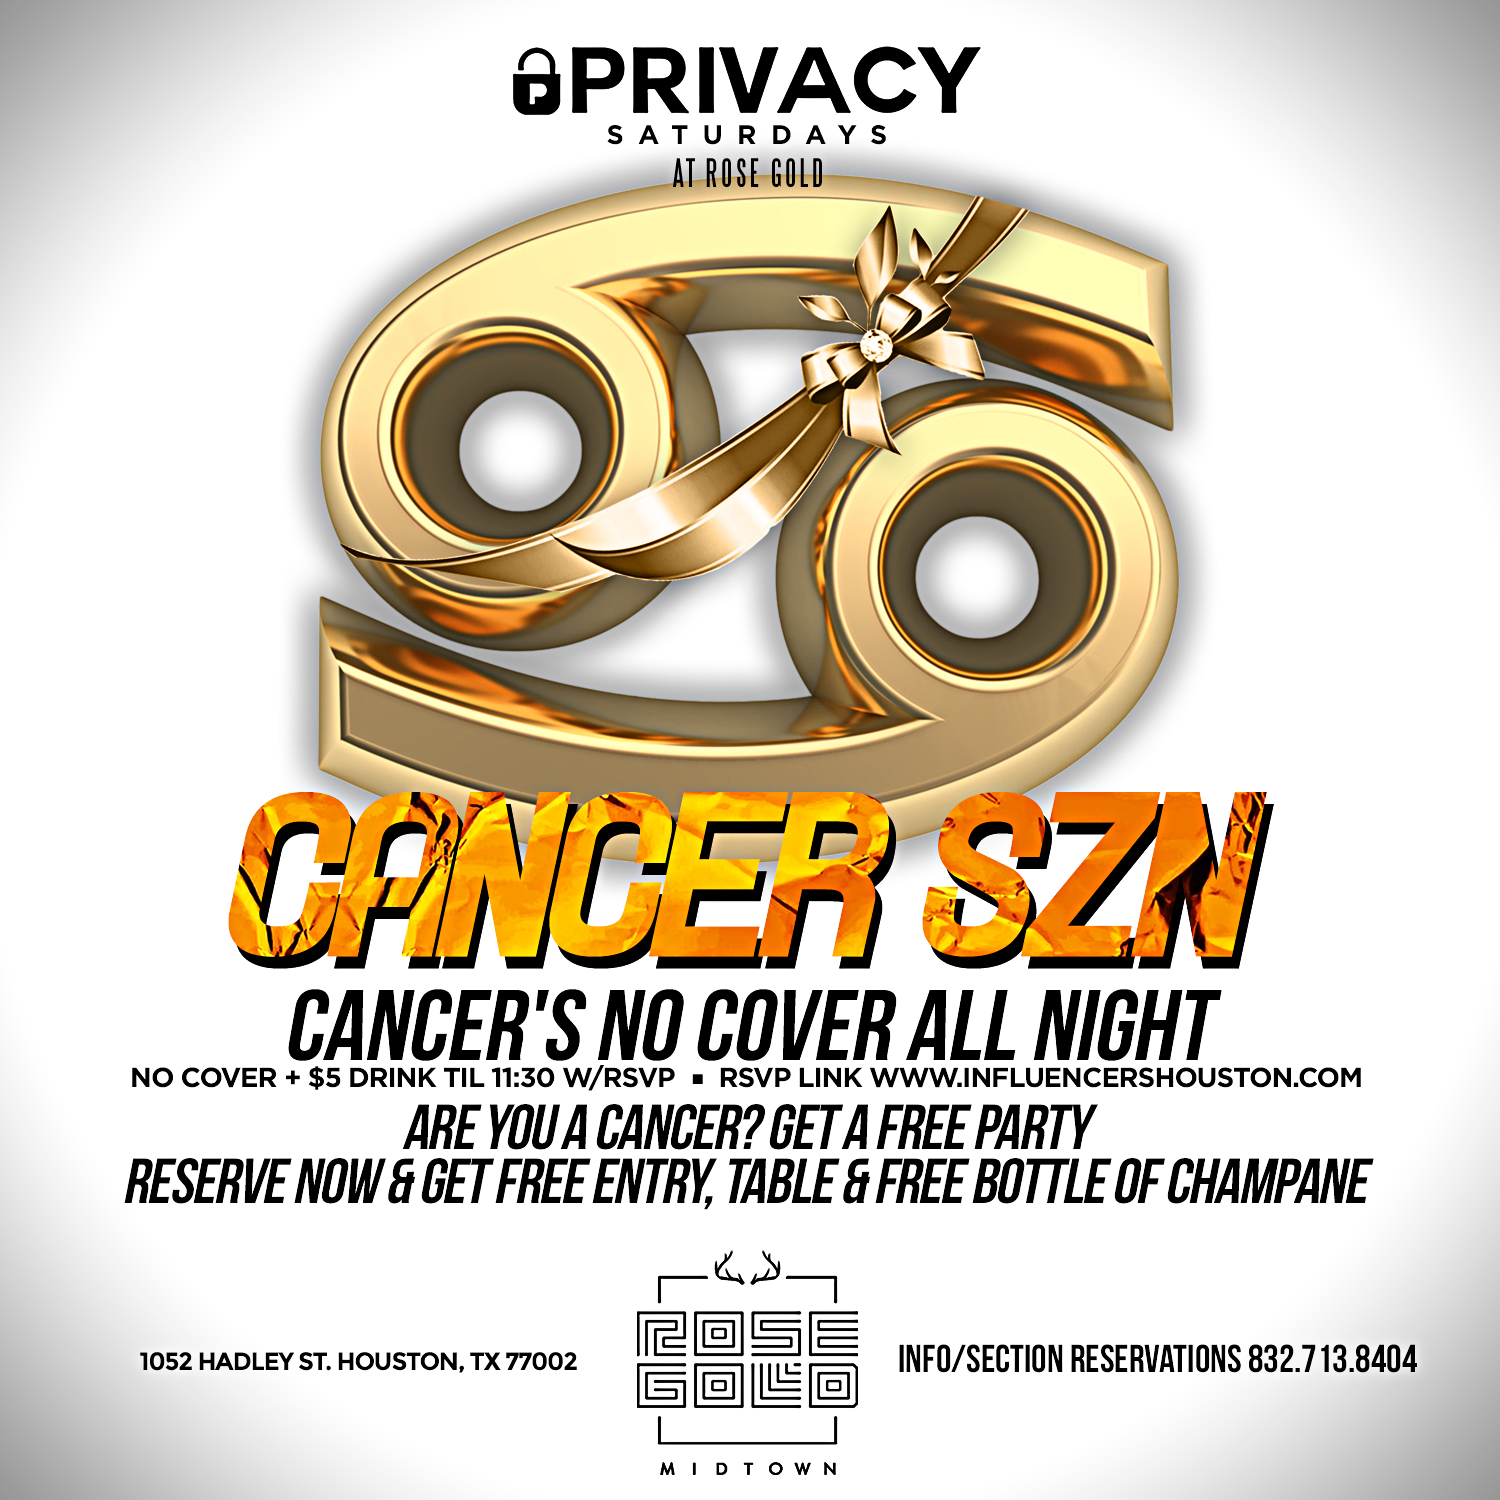 PRIVACY
SATURDAYS
AT ROSE GOLD
CANCER SZN
CANCER'S NO COVER ALL NIGHT
NO COVER + $5 DRINK TIL 11:30 W/RSVP ▪ RSVP LINK WWW.INFLUENCERSHOUSTON.COM
ARE YOU A CANCER? GET A FREE PARTY
RESERVE NOW & GET FREE ENTRY, TABLE & FREE BOTTLE OF CHAMPANE
1052 HADLEY ST. HOUSTON, TX 77002
ROSE
GOLD
MIDTOWN
INFO/SECTION RESERVATIONS 832.713.8404